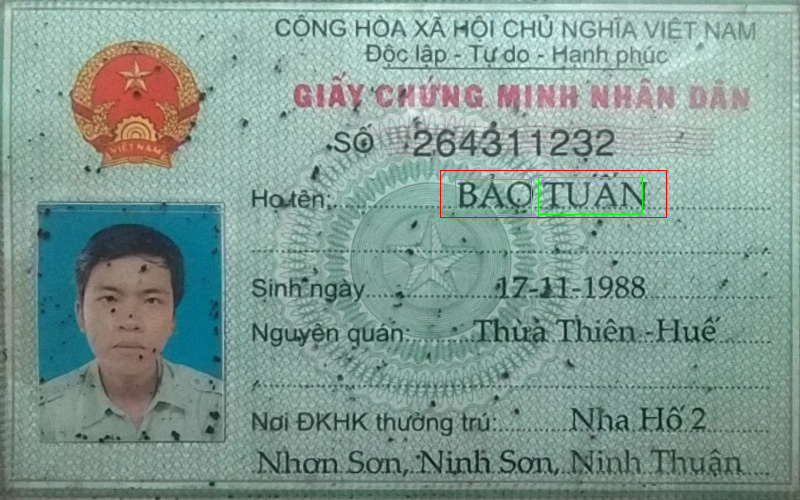 CỘNG HÒA XÃ HỘI CHỦ NGHĨA VIỆT NAM
Độc lập - Tự do - Hạnh phúc
GIẤY CHỨNG MINH NHÂN DÂN
SỐ 264311232
VIỆT NAM
Họ tên: BẢO TUẤN
Sinh ngày 17-11-1988
Nguyên quán: Thừa Thiên -Huế
Nơi ĐKHK thường trú: Nha Hố 2
Nhơn Sơn, Ninh Sơn, Ninh Thuận